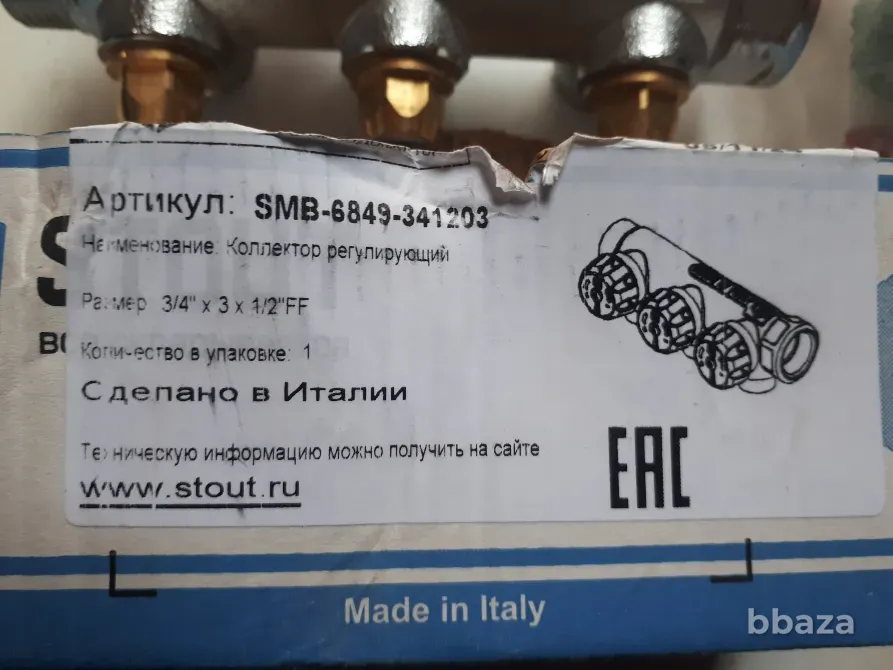 Артикул: SMB-6849-341203
Наименование: Коллектор регулирующий
Размер 3/4" x 3 x 1/2"FF
Количество в упаковке: 1
Сделано в Италии
Техническую информацию можно получить на сайте
www.stout.ru
EAC
Made in Italy
bbaza